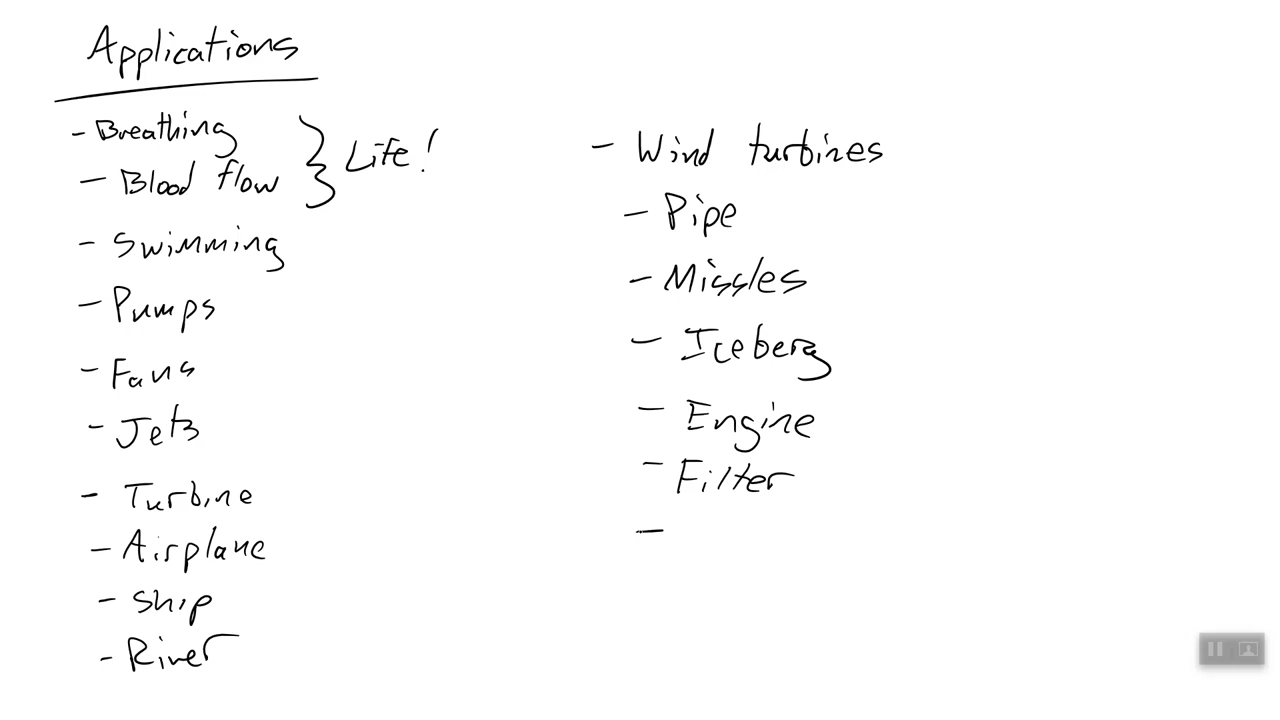 Applications
- Breathing
- Blood flow
Life!
- Swimming
- Pumps
- Fans
- Jets
- Turbine
- Airplane
- Ship
- River
- Wind turbines
- Pipe
- Missles
- Iceberg
- Engine
- Filter
-